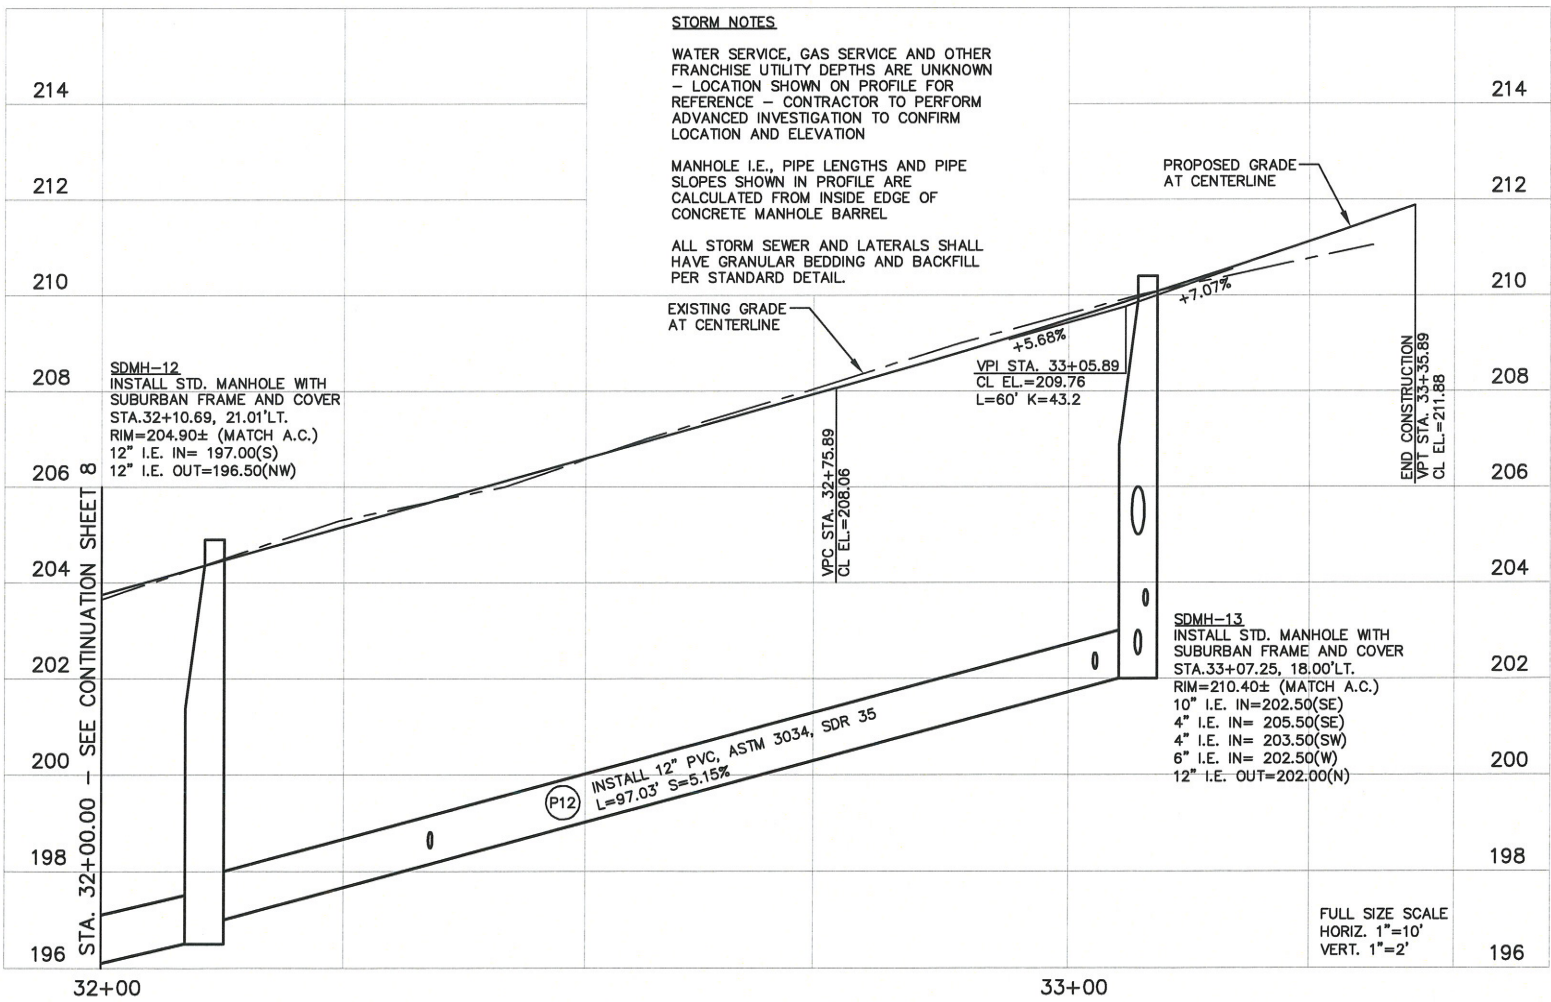 STORM NOTES
WATER SERVICE, GAS SERVICE AND OTHER
FRANCHISE UTILITY DEPTHS ARE UNKNOWN
– LOCATION SHOWN ON PROFILE FOR
REFERENCE – CONTRACTOR TO PERFORM
ADVANCED INVESTIGATION TO CONFIRM
LOCATION AND ELEVATION
MANHOLE I.E., PIPE LENGTHS AND PIPE
SLOPES SHOWN IN PROFILE ARE
CALCULATED FROM INSIDE EDGE OF
CONCRETE MANHOLE BARREL
ALL STORM SEWER AND LATERALS SHALL
HAVE GRANULAR BEDDING AND BACKFILL
PER STANDARD DETAIL.
214
212
210
208
206
204
202
200
198
196
214
212
210
208
206
204
202
200
198
196
PROPOSED GRADE
AT CENTERLINE
EXISTING GRADE
AT CENTERLINE
+7.07%
+5.68%
VPI STA. 33+05.89
CL EL.=209.76
L=60' K=43.2
END CONSTRUCTION
VPT STA. 33+35.89
CL EL.=211.88
VPC STA. 32+75.89
CL EL.=208.06
SDMH-12
INSTALL STD. MANHOLE WITH
SUBURBAN FRAME AND COVER
STA.32+10.69, 21.01'LT.
RIM=204.90± (MATCH A.C.)
12" I.E. IN= 197.00(S)
12" I.E. OUT=196.50(NW)
STA. 32+00.00 – SEE CONTINUATION SHEET 8
SDMH-13
INSTALL STD. MANHOLE WITH
SUBURBAN FRAME AND COVER
STA.33+07.25, 18.00'LT.
RIM=210.40± (MATCH A.C.)
10" I.E. IN=202.50(SE)
4" I.E. IN= 205.50(SE)
4" I.E. IN= 203.50(SW)
6" I.E. IN= 202.50(W)
12" I.E. OUT=202.00(N)
P12
INSTALL 12" PVC, ASTM 3034, SDR 35
L=97.03' S=5.15%
FULL SIZE SCALE
HORIZ. 1"=10'
VERT. 1"=2'
32+00
33+00